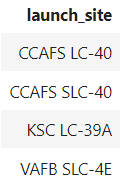 launch_site
CCAFS LC-40
CCAFS SLC-40
KSC LC-39A
VAFB SLC-4E